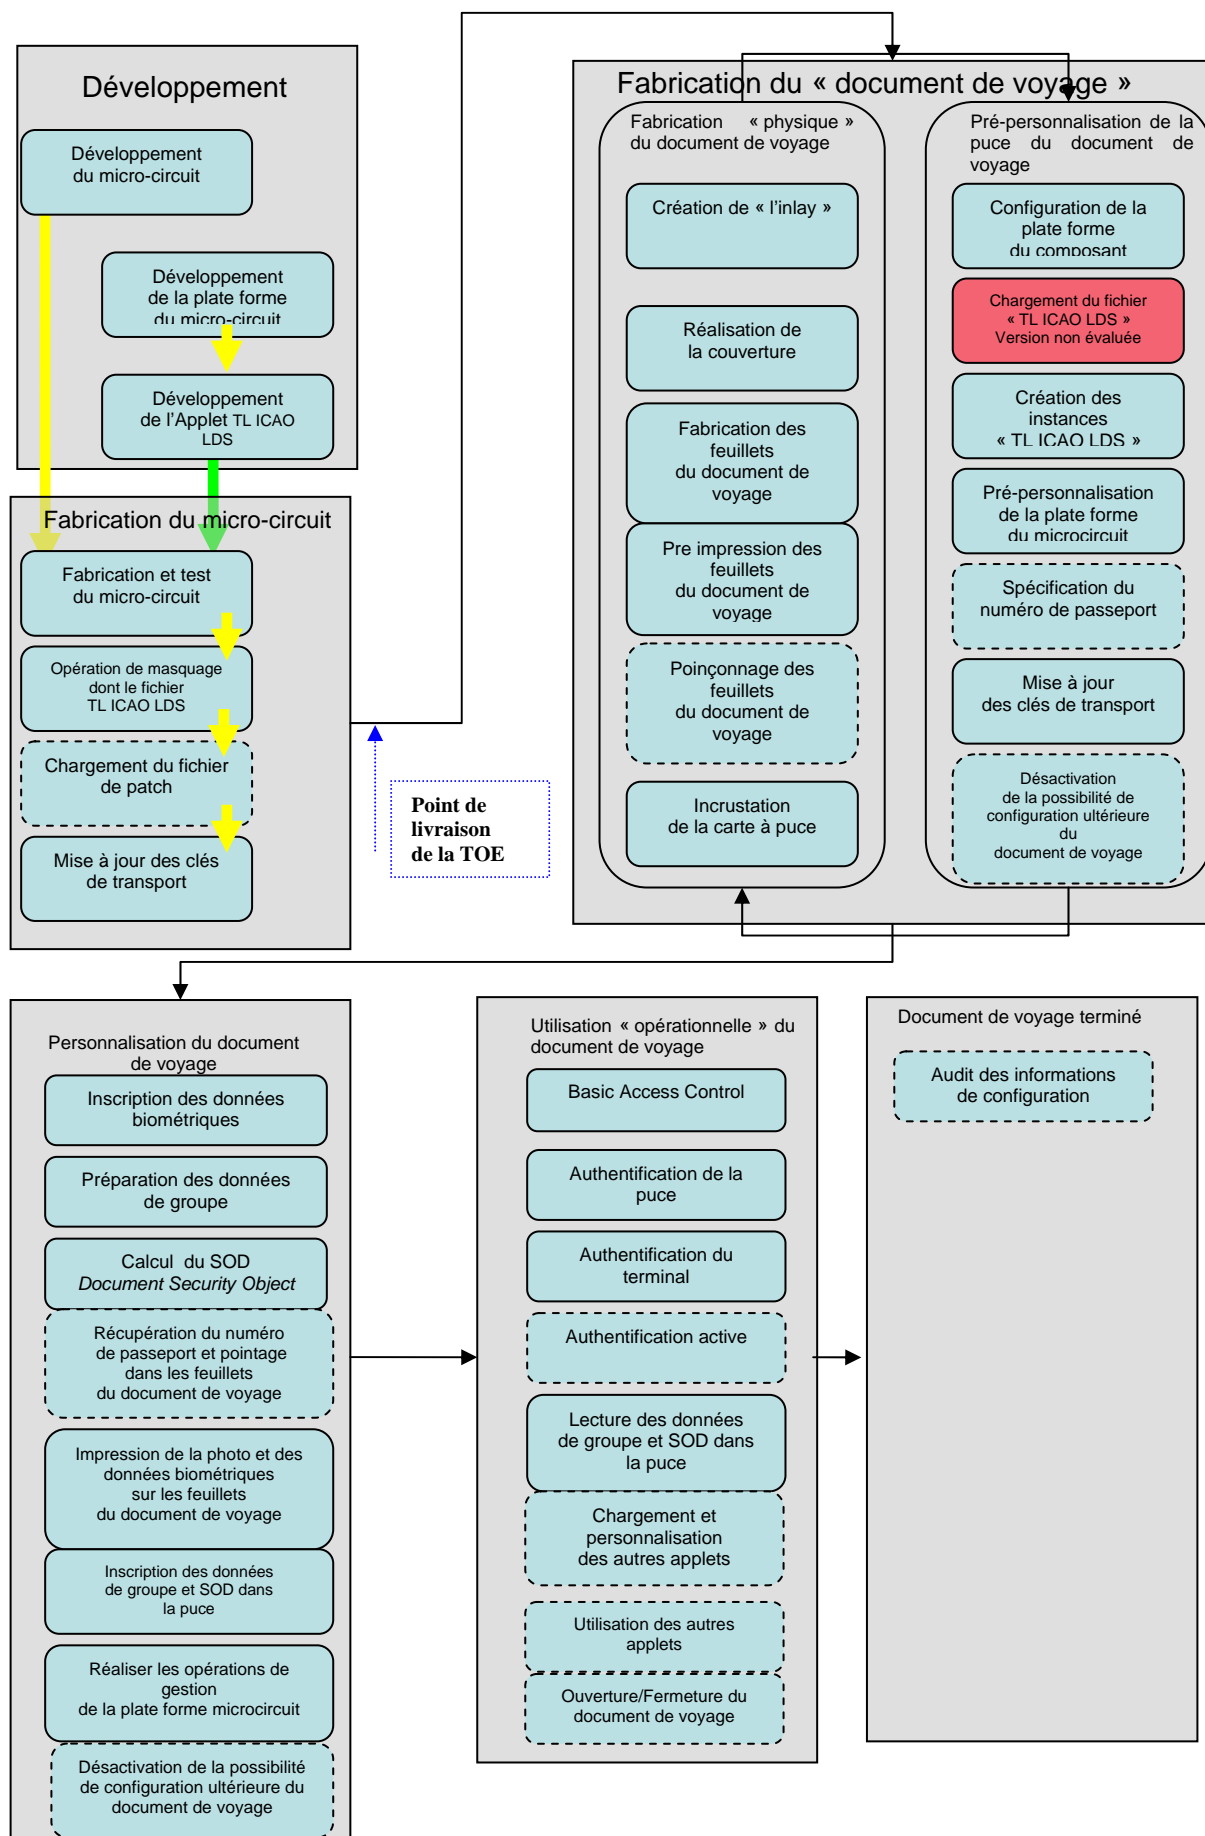 Développement
Développement
du micro-circuit
Développement
de la plate forme
du micro-circuit
Développement
de l'Applet TL ICAO
LDS
Fabrication du micro-circuit
Fabrication et test
du micro-circuit
Opération de masquage
dont le fichier
TL ICAO LDS
Chargement du fichier
de patch
Mise à jour des clés
de transport
Point de
livraison
de la TOE
Fabrication du « document de voyage »
Fabrication « physique »
du document de voyage
Création de « l'inlay »
Réalisation de
la couverture
Fabrication des
feuillets
du document de
voyage
Pre impression des
feuillets
du document de
voyage
Poinçonnage des
feuillets
du document de
voyage
Incrustation
de la carte à puce
Pré-personnalisation de la
puce du document de
voyage
Configuration de la
plate forme
du composant
Chargement du fichier
« TL ICAO LDS »
Version non évaluée
Création des
instances
« TL ICAO LDS »
Pré-personnalisation
de la plate forme
du microcircuit
Spécification du
numéro de passeport
Mise à jour
des clés de transport
Désactivation
de la possibilité de
configuration ultérieure
du
document de voyage
Personnalisation du document
de voyage
Inscription des données
biométriques
Préparation des données
de groupe
Calcul du SOD
Document Security Object
Récupération du numéro
de passeport et pointage
dans les feuillets
du document de voyage
Impression de la photo et des
données biométriques
sur les feuillets
du document de voyage
Inscription des données
de groupe et SOD dans
la puce
Réaliser les opérations de
gestion
de la plate forme microcircuit
Désactivation de la possibilité
de configuration ultérieure du
document de voyage
Utilisation « opérationnelle » du
document de voyage
Basic Access Control
Authentification de la
puce
Authentification du
terminal
Authentification active
Lecture des données
de groupe et SOD dans
la puce
Chargement et
personnalisation
des autres applets
Utilisation des autres
applets
Ouverture/Fermeture du
document de voyage
Document de voyage terminé
Audit des informations
de configuration